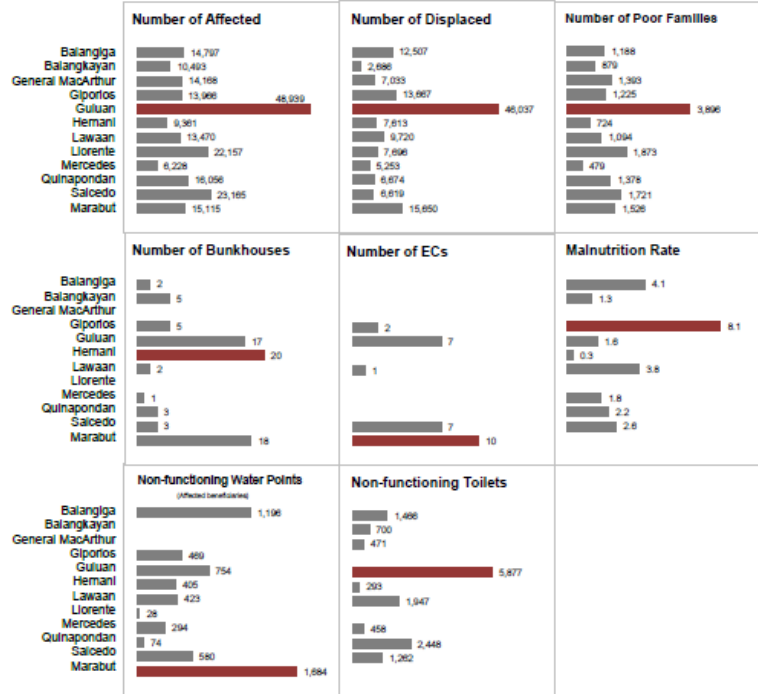 Number of Affected Number of Displaced Number of Poor Families
Balangiga 14,797 12,507 1,188
Balangkayan 10,493 2,686 879
General MacArthur 14,168 7,033 1,393
Giporlos 13,966 13,667 1,225
Guiuan 48,939 46,037 3,896
Hernani 9,361 7,613 724
Lawaan 13,470 9,720 1,094
Llorente 22,157 7,696 1,873
Mercedes 6,228 5,253 479
Quinapondan 16,056 6,674 1,378
Salcedo 23,165 6,619 1,721
Marabut 15,115 15,650 1,526
Number of Bunkhouses Number of ECs Malnutrition Rate
Balangiga 2 4.1
Balangkayan 5 1.3
General MacArthur
Giporlos 5 2 8.1
Guiuan 17 7 1.6
Hernani 20 0.3
Lawaan 2 1 3.8
Llorente
Mercedes 1 1.8
Quinapondan 3 2.2
Salcedo 3 7 2.6
Marabut 18 10
Non-functioning Water Points Non-functioning Toilets
(Affected beneficiaries)
Balangiga 1,196 1,466
Balangkayan 700
General MacArthur 471
Giporlos 469
Guiuan 754 5,877
Hernani 405 293
Lawaan 423 1,947
Llorente 28
Mercedes 294 458
Quinapondan 74 2,448
Salcedo 580 1,262
Marabut 1,684